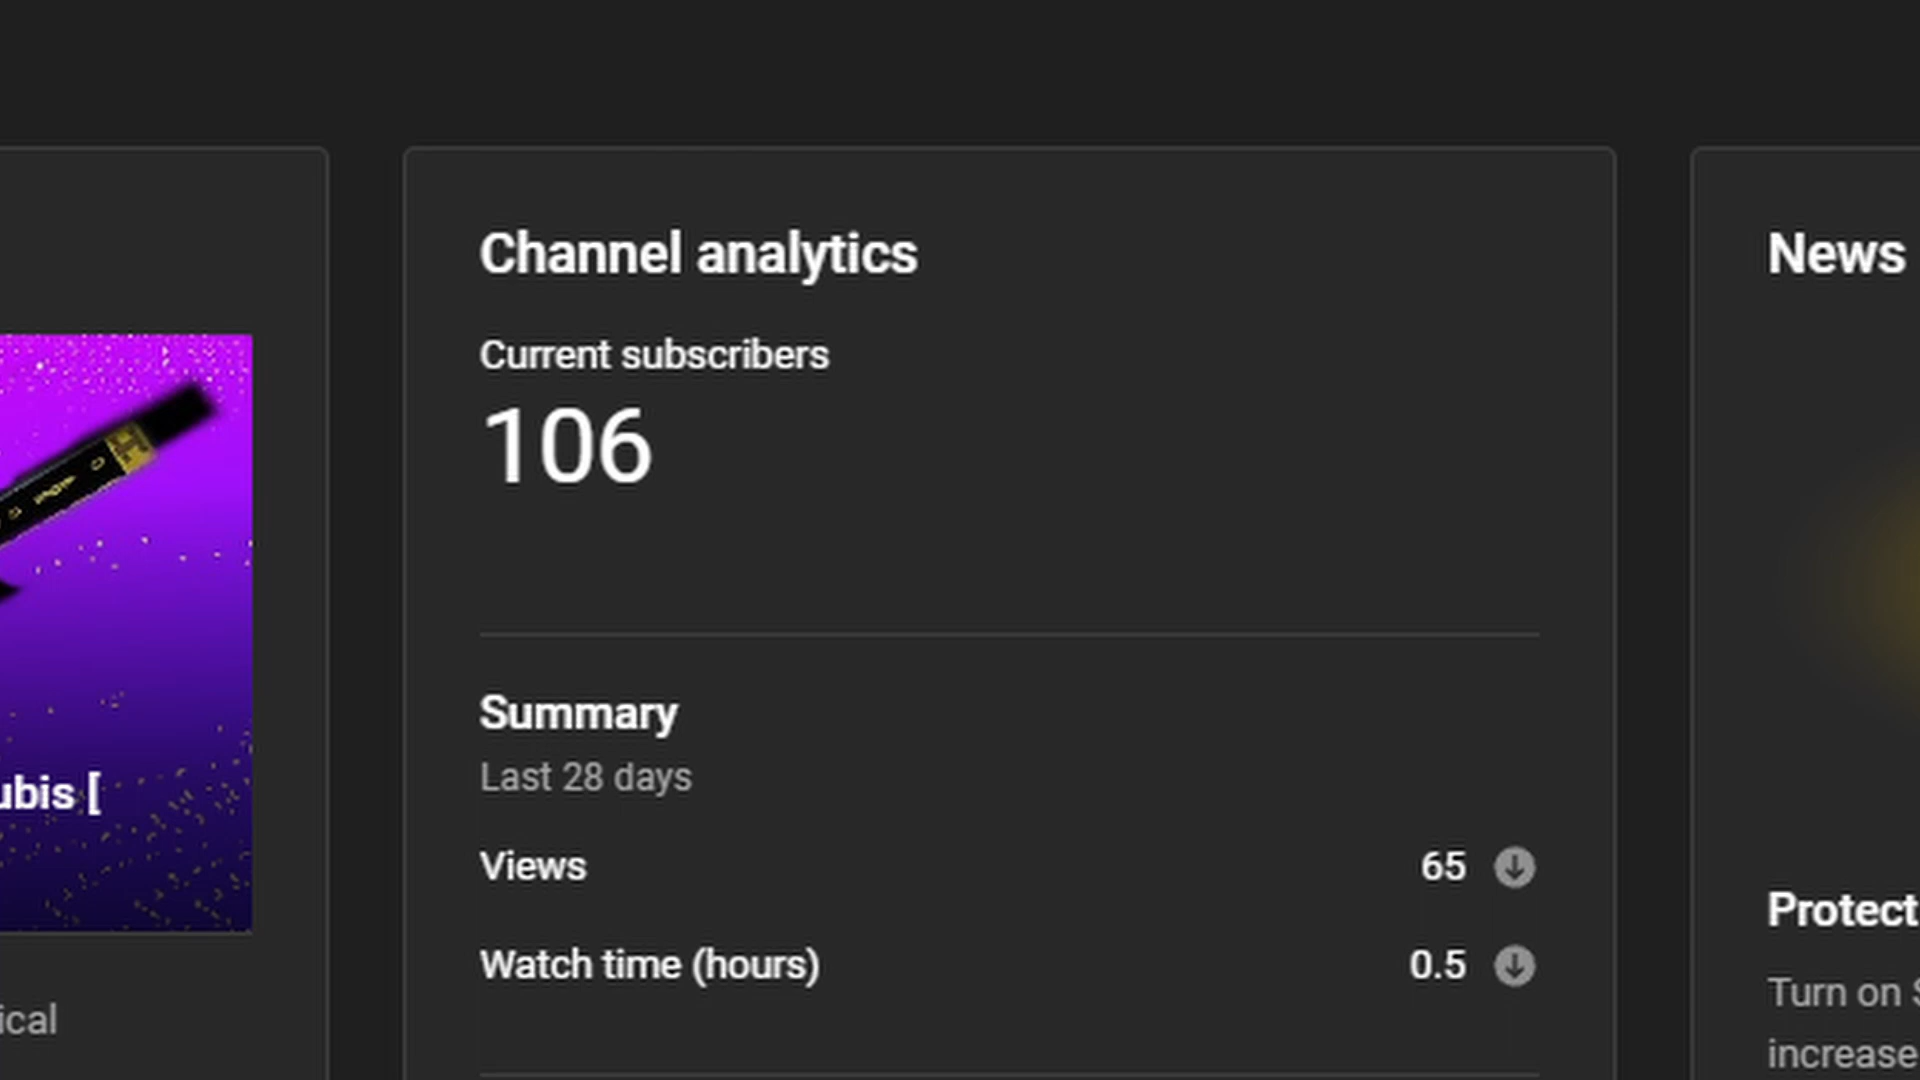 ubis [
ical
Channel analytics
Current subscribers
106
Summary
Last 28 days
Views 65
Watch time (hours) 0.5
News
Protect
Turn on
increase